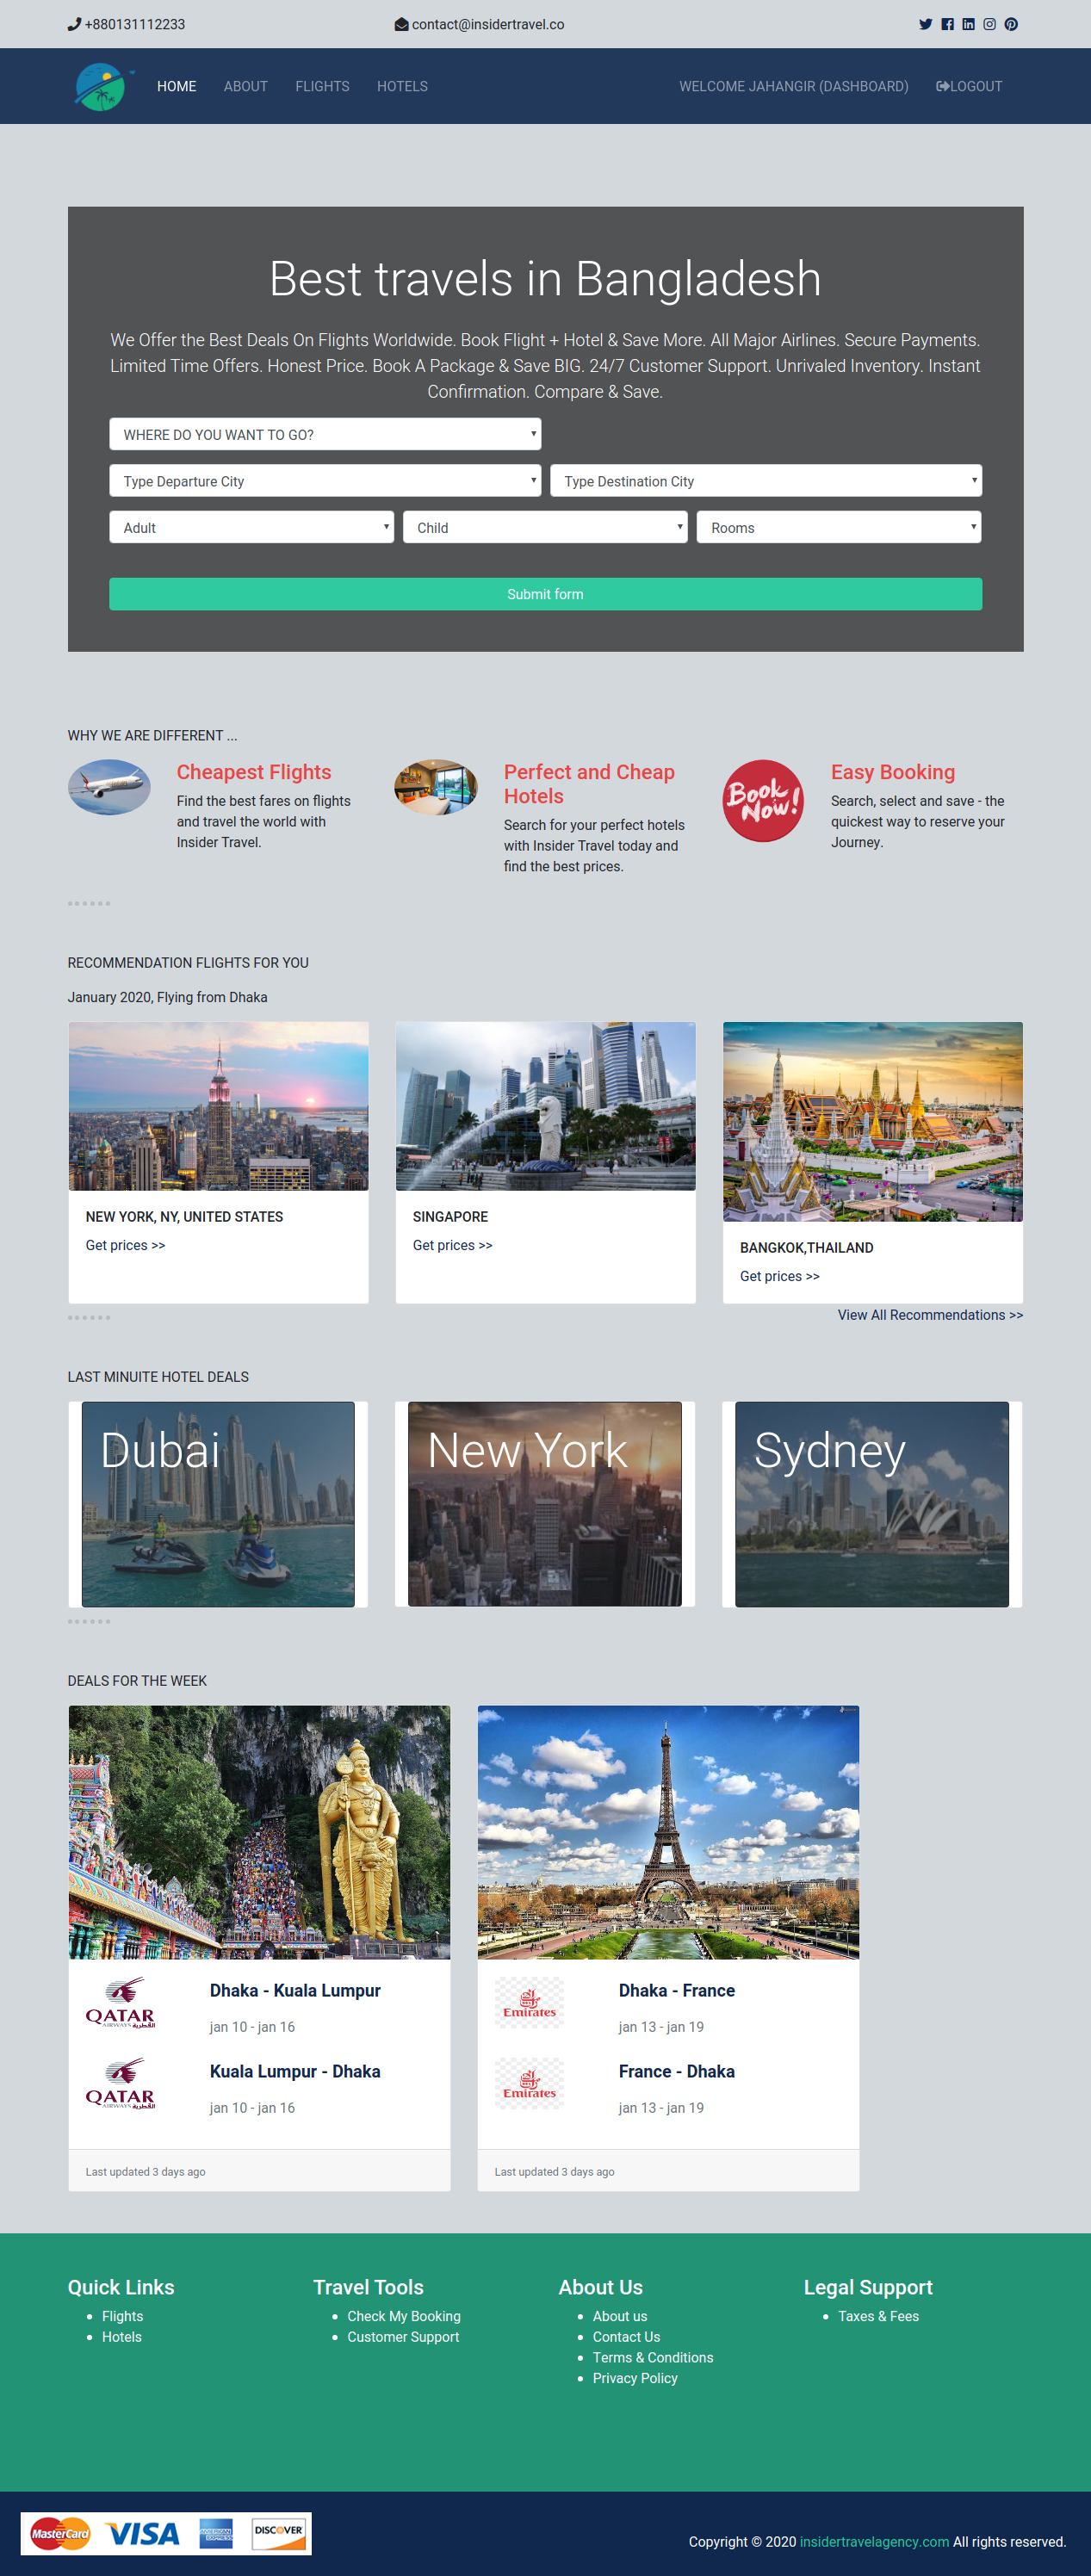 +880131112233
contact@insidertravel.co
HOME
ABOUT
FLIGHTS
HOTELS
WELCOME JAHANGIR (DASHBOARD)
LOGOUT
Best travels in Bangladesh
We Offer the Best Deals On Flights Worldwide. Book Flight + Hotel & Save More. All Major Airlines. Secure Payments.
Limited Time Offers. Honest Price. Book A Package & Save BIG. 24/7 Customer Support. Unrivaled Inventory. Instant
Confirmation. Compare & Save.
WHERE DO YOU WANT TO GO?
Type Departure City
Type Destination City
Adult
Child
Rooms
Submit form
WHY WE ARE DIFFERENT ...
Cheapest Flights
Find the best fares on flights
and travel the world with
Insider Travel.
Perfect and Cheap
Hotels
Search for your perfect hotels
with Insider Travel today and
find the best prices.
Book
Now!
Easy Booking
Search, select and save - the
quickest way to reserve your
Journey.
RECOMMENDATION FLIGHTS FOR YOU
January 2020, Flying from Dhaka
NEW YORK, NY, UNITED STATES
Get prices >>
SINGAPORE
Get prices >>
BANGKOK,THAILAND
Get prices >>
View All Recommendations >>
LAST MINUITE HOTEL DEALS
Dubai
New York
Sydney
DEALS FOR THE WEEK
QATAR
AIRWAYS القطرية
Dhaka - Kuala Lumpur
jan 10 - jan 16
QATAR
AIRWAYS القطرية
Kuala Lumpur - Dhaka
jan 10 - jan 16
Last updated 3 days ago
Emirates
Dhaka - France
jan 13 - jan 19
Emirates
France - Dhaka
jan 13 - jan 19
Last updated 3 days ago
Quick Links
Flights
Hotels
Travel Tools
Check My Booking
Customer Support
About Us
About us
Contact Us
Terms & Conditions
Privacy Policy
Legal Support
Taxes & Fees
MasterCard
VISA
AMERICAN EXPRESS
DISCOVER
Copyright © 2020 insidertravelagency.com All rights reserved.